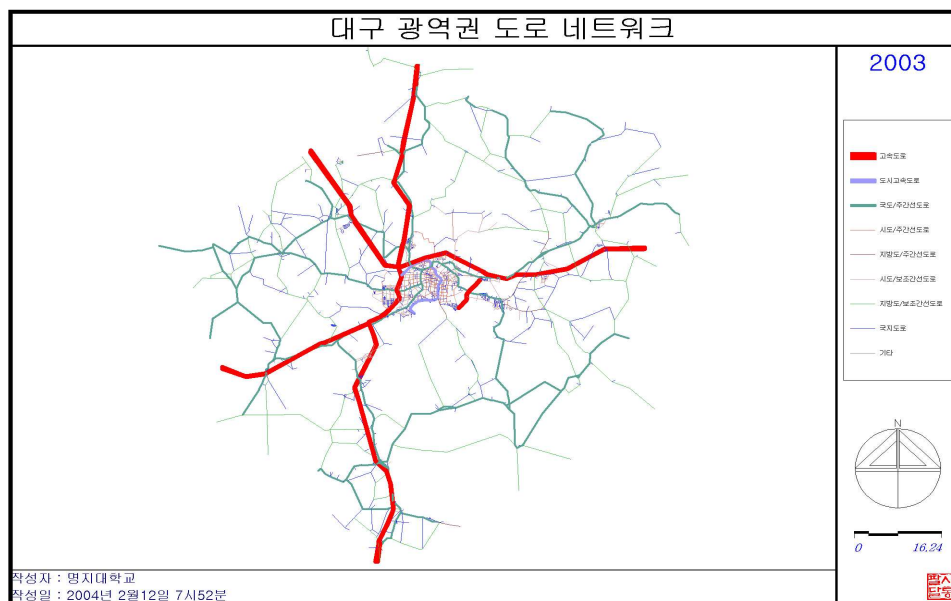 대구 광역권 도로 네트워크
2003
고속도로
도시고속도로
국도/주간선도로
시도/주간선도로
지방도/주간선도로
시도/보조간선도로
지방도/보조간선도로
국지도로
기타
N
0 16.24
작성자 : 명지대학교
작성일 : 2004년 2월12일 7시52분